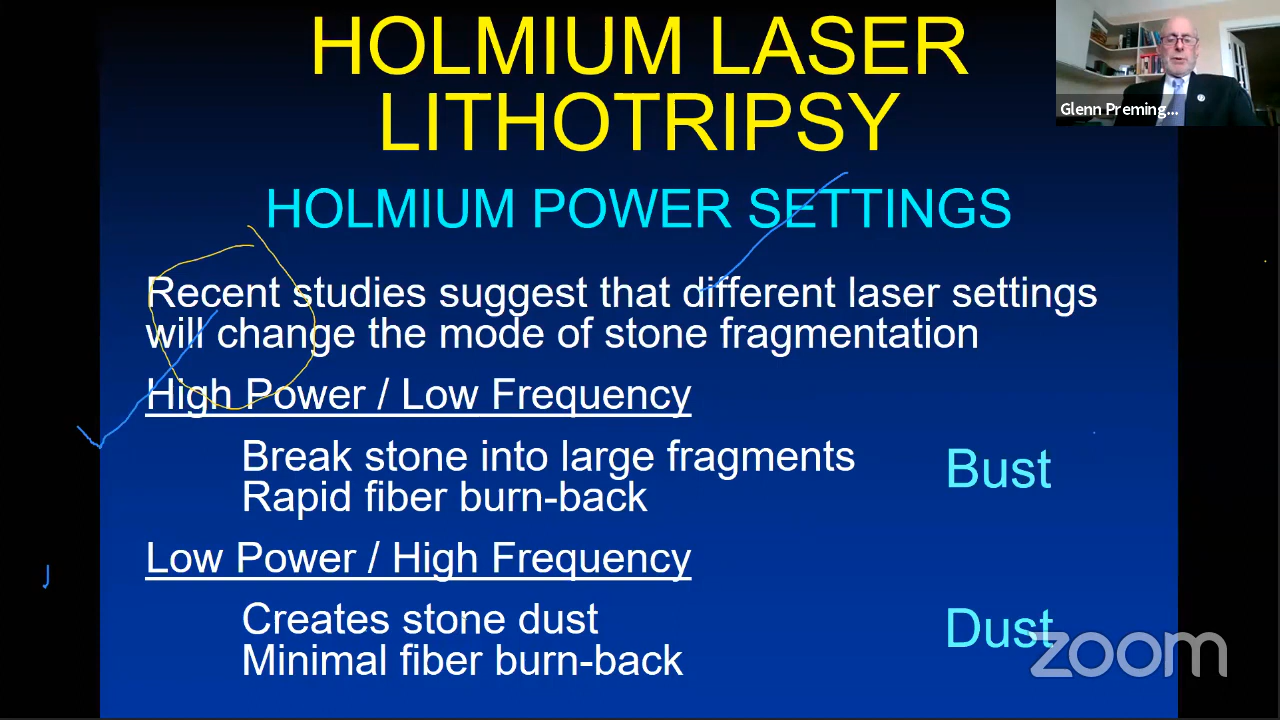 HOLMIUM LASER
LITHOTRIPSY
Glenn Preming...
HOLMIUM POWER SETTINGS
Recent studies suggest that different laser settings
will change the mode of stone fragmentation
High Power / Low Frequency
Break stone into large fragments
Rapid fiber burn-back
Bust
Low Power / High Frequency
Creates stone dust
Minimal fiber burn-back
Dust
zoom